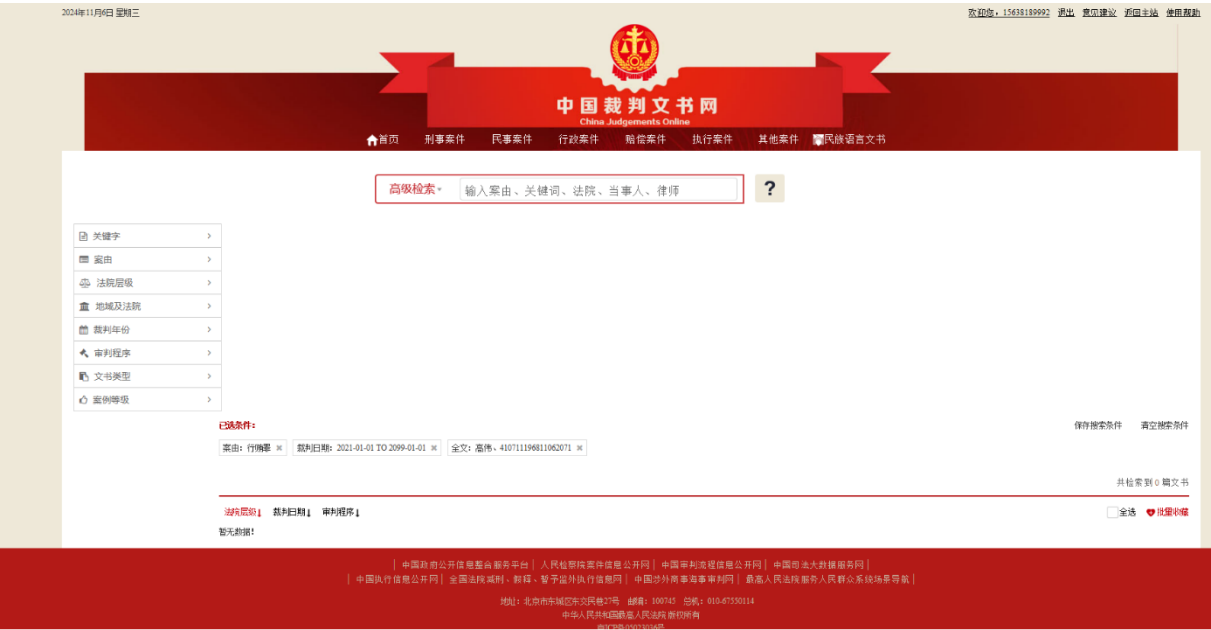 2024年11月6日 星期三
欢迎您，15638189992 退出 意见建议 返回主站 使用帮助
中国裁判文书网
China Judgements Online
首页 刑事案件 民事案件 行政案件 赔偿案件 执行案件 其他案件 民族语言文书
高级检索 输入案由、关键词、法院、当事人、律师 ?
关键字
案由
法院层级
地域及法院
裁判年份
审判程序
文书类型
案例等级
已选条件：
保存搜索条件 清空搜索条件
案由：行贿罪 × 裁判日期：2021-01-01 TO 2099-01-01 × 全文：高伟、410711196811062071 ×
共检索到 0 篇文书
法院层级↓ 裁判日期↓ 审判程序↓
全选 批量收藏
暂无数据！
| 中国政府公开信息整合服务平台 | 人民检察院案件信息公开网 | 中国审判流程信息公开网 | 中国司法大数据服务网 |
| 中国执行信息公开网 | 全国法院减刑、假释、暂予监外执行信息网 | 中国涉外商事海事审判网 | 最高人民法院服务人民群众系统场景导航 |
地址：北京市东城区东交民巷27号 邮编：100745 总机：010-67550114
中华人民共和国最高人民法院 版权所有
京ICP备05023036号